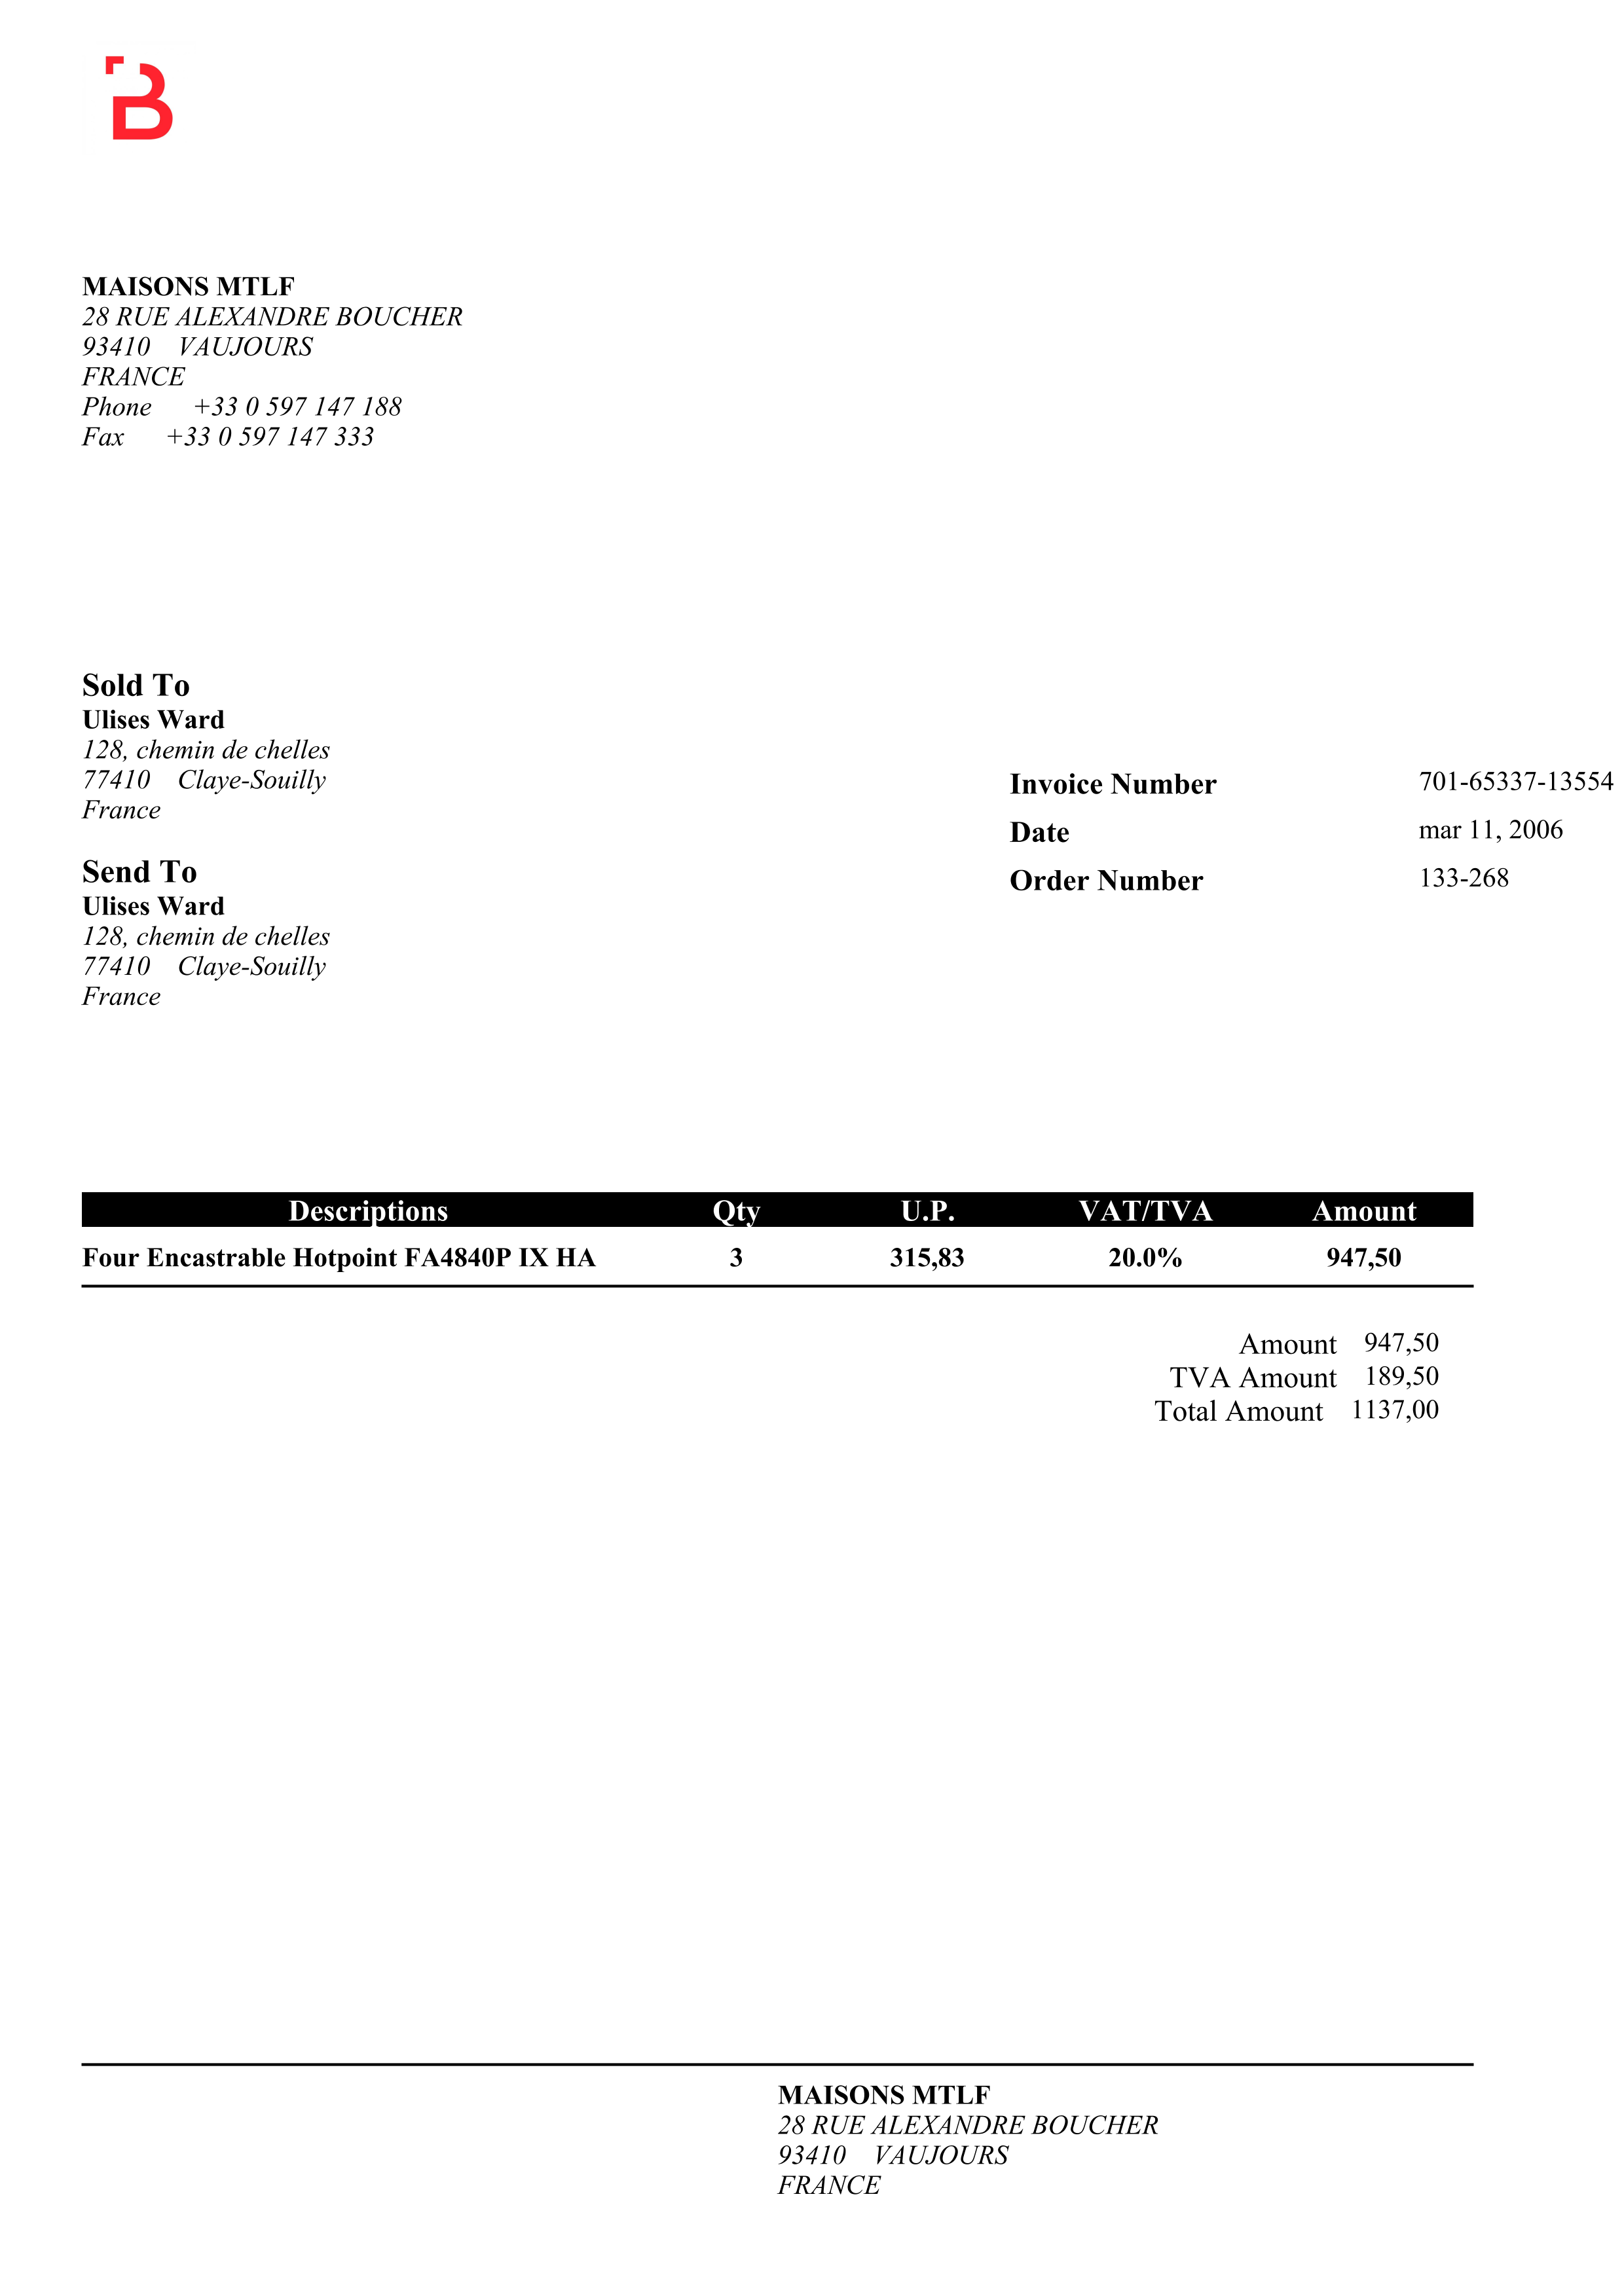 B
MAISONS MTLF
28 RUE ALEXANDRE BOUCHER
93410 VAUJOURS
FRANCE
Phone +33 0 597 147 188
Fax +33 0 597 147 333
Sold To
Ulises Ward
128, chemin de chelles
77410 Claye-Souilly
France
Invoice Number 701-65337-13554
Date mar 11, 2006
Order Number 133-268
Send To
Ulises Ward
128, chemin de chelles
77410 Claye-Souilly
France
Descriptions Qty U.P. VAT/TVA Amount
Four Encastrable Hotpoint FA4840P IX HA 3 315,83 20.0% 947,50
Amount 947,50
TVA Amount 189,50
Total Amount 1137,00
MAISONS MTLF
28 RUE ALEXANDRE BOUCHER
93410 VAUJOURS
FRANCE